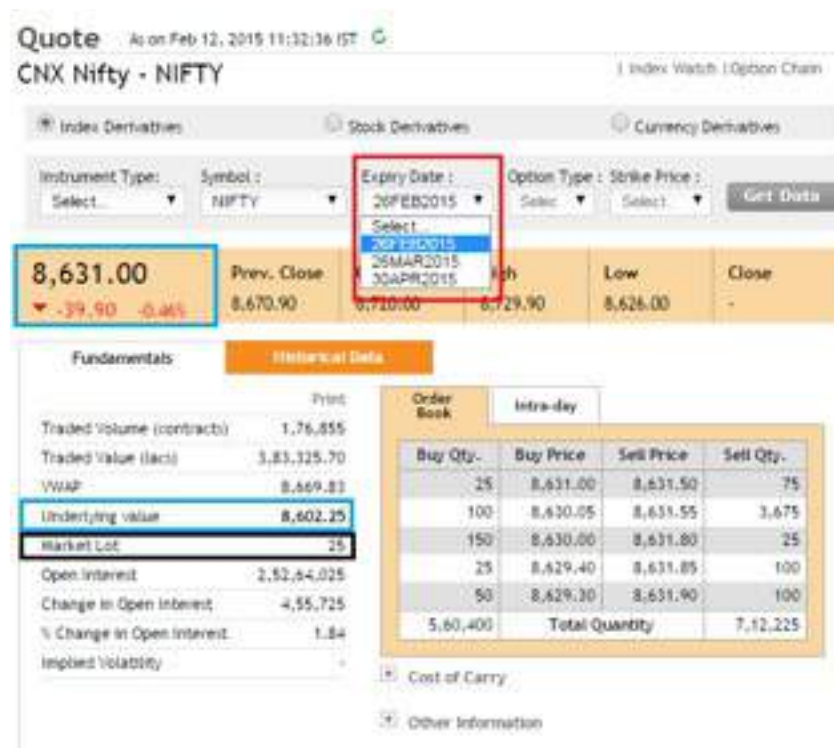 Quote As on Feb 12, 2015 11:32:36 IST
CNX Nifty - NIFTY
| Index Watch | Option Chain
Index Derivatives Stock Derivatives Currency Derivatives
Instrument Type: Symbol : Expiry Date : Option Type : Strike Price :
Select... NIFTY 26FEB2015 Selec Select. Get Data
Select...
26FEB2015
26MAR2015
30APR2015
8,631.00 Prev. Close Low Close
-39.90 8,670.90 8,729.90 8,626.00 -
Fundamentals Historical Data
Print
Traded Volume (contracts) 1,76,855
Traded Value (lacs) 3,83,325.70
VWAP 8,669.83
Underlying value 8,602.25
Market Lot 25
Open Interest 2,52,64,025
Change in Open Interest 4,55,725
% Change in Open Interest 1.84
Implied Volatility -
Order Book Intra-day
Buy Qty. Buy Price Sell Price Sell Qty.
25 8,631.00 8,631.50 75
100 8,630.05 8,631.55 3,675
150 8,630.00 8,631.80 25
25 8,629.40 8,631.85 100
50 8,629.30 8,631.90 100
5,60,400 Total Quantity 7,12,225
Cost of Carry
Other Information